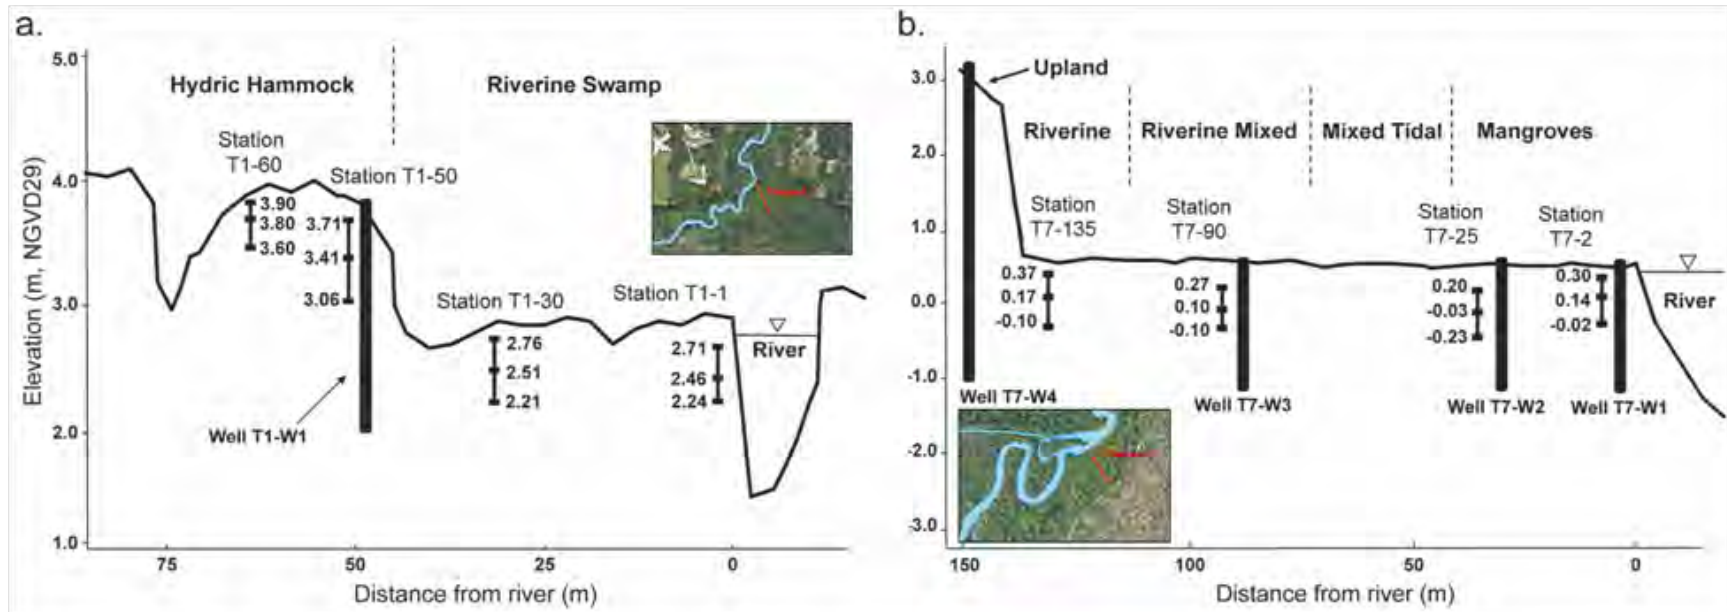 a.
Elevation (m, NGVD29)
5.0
4.0
3.0
2.0
1.0
Hydric Hammock
Riverine Swamp
Station
T1-60
Station T1-50
3.90
3.80
3.60
3.71
3.41
3.06
Station T1-30
Station T1-1
2.76
2.51
2.21
2.71
2.46
2.24
River
Well T1-W1
75
50
25
0
Distance from river (m)
b.
3.0
2.0
1.0
0.0
-1.0
-2.0
-3.0
Upland
Riverine
Riverine Mixed
Mixed Tidal
Mangroves
Station
T7-135
Station
T7-90
Station
T7-25
Station
T7-2
0.37
0.17
-0.10
0.27
0.10
-0.10
0.20
-0.03
-0.23
0.30
0.14
-0.02
River
Well T7-W4
Well T7-W3
Well T7-W2
Well T7-W1
150
100
50
0
Distance from river (m)